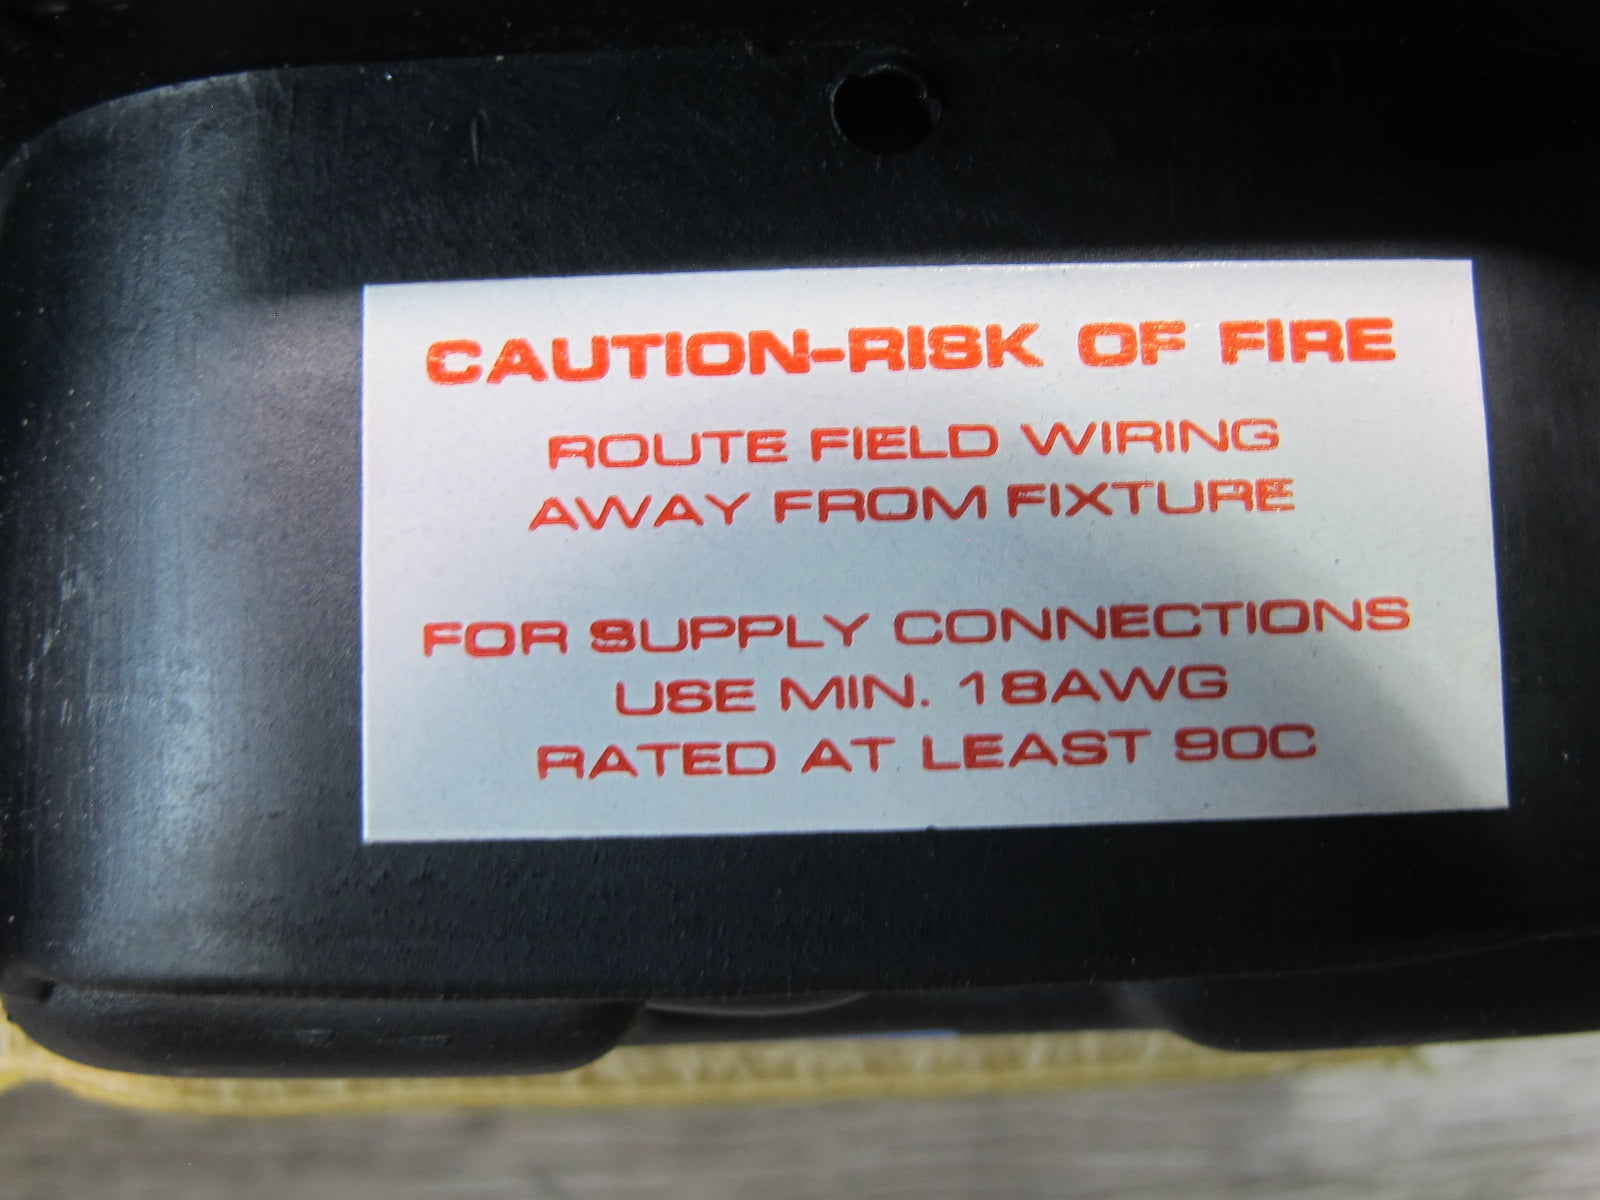 CAUTION-RISK OF FIRE
ROUTE FIELD WIRING
AWAY FROM FIXTURE
FOR SUPPLY CONNECTIONS
USE MIN. 18AWG
RATED AT LEAST 90C